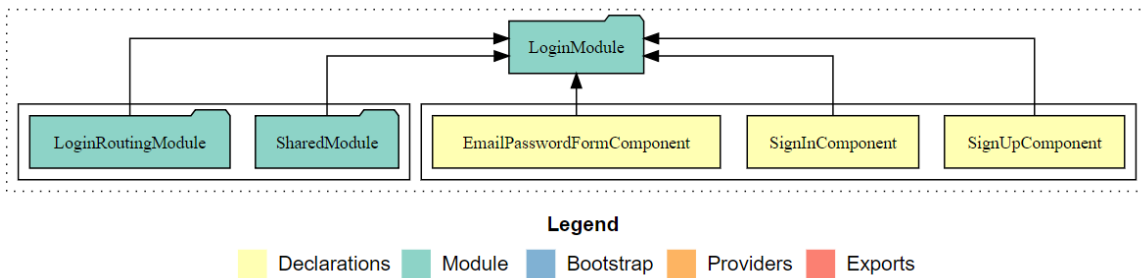 LoginModule
LoginRoutingModule
SharedModule
EmailPasswordFormComponent
SignInComponent
SignUpComponent
Legend
Declarations
Module
Bootstrap
Providers
Exports